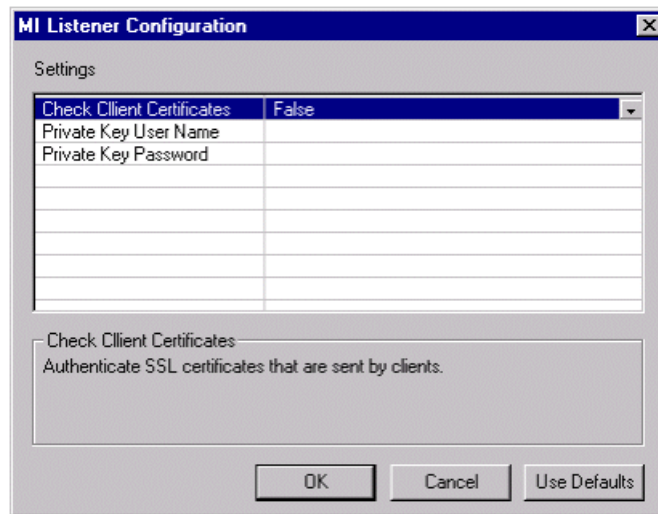 MI Listener Configuration
Settings
Check Cllient Certificates False
Private Key User Name
Private Key Password
Check Cllient Certificates
Authenticate SSL certificates that are sent by clients.
OK Cancel Use Defaults